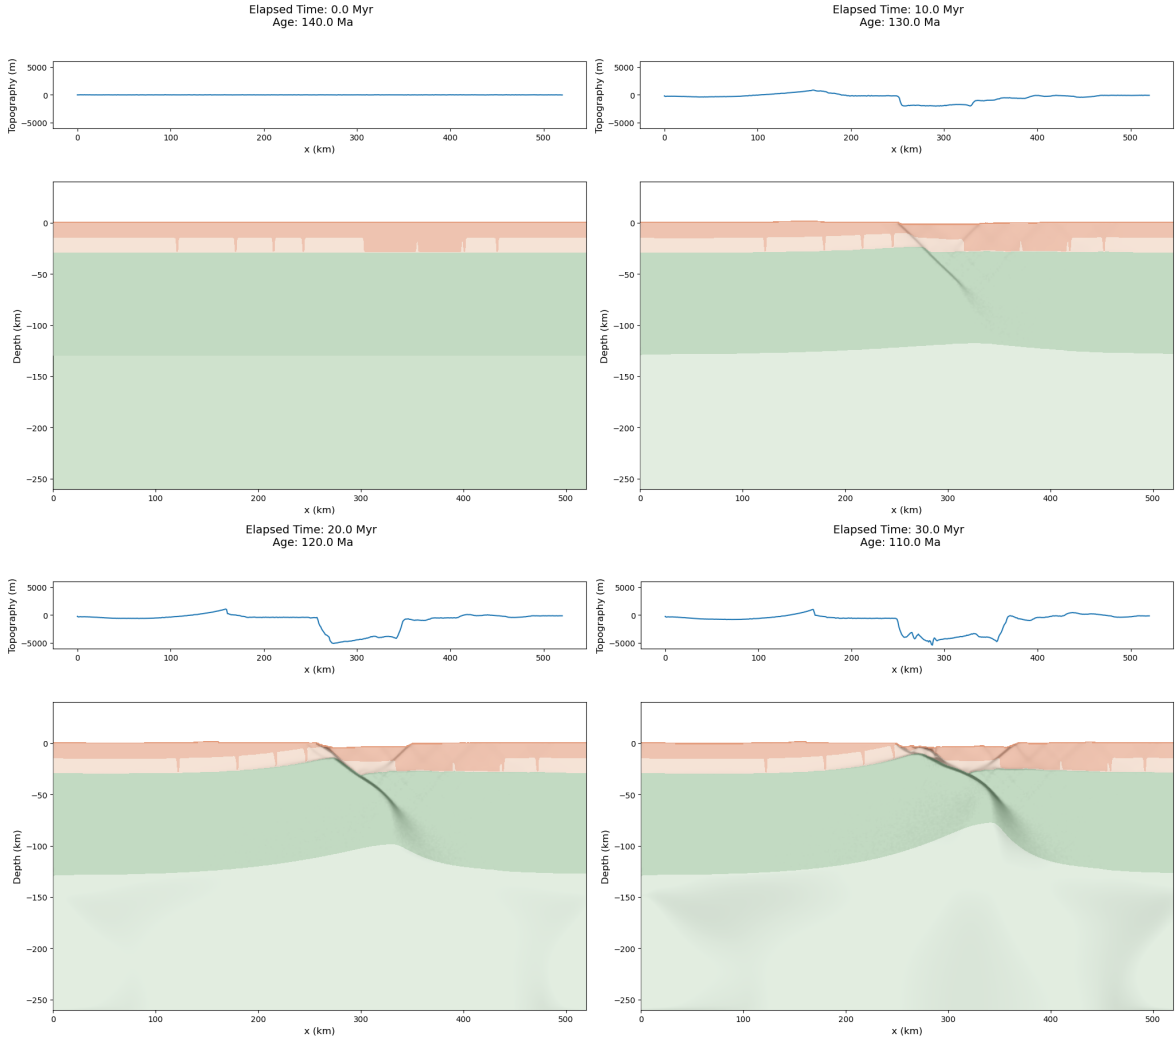 Elapsed Time: 0.0 Myr
Age: 140.0 Ma
Topography (m)
5000
0
−5000
0 100 200 300 400 500
x (km)
Depth (km)
0
−50
−100
−150
−200
−250
0 100 200 300 400 500
x (km)
Elapsed Time: 10.0 Myr
Age: 130.0 Ma
Topography (m)
5000
0
−5000
0 100 200 300 400 500
x (km)
Depth (km)
0
−50
−100
−150
−200
−250
0 100 200 300 400 500
x (km)
Elapsed Time: 20.0 Myr
Age: 120.0 Ma
Topography (m)
5000
0
−5000
0 100 200 300 400 500
x (km)
Depth (km)
0
−50
−100
−150
−200
−250
0 100 200 300 400 500
x (km)
Elapsed Time: 30.0 Myr
Age: 110.0 Ma
Topography (m)
5000
0
−5000
0 100 200 300 400 500
x (km)
Depth (km)
0
−50
−100
−150
−200
−250
0 100 200 300 400 500
x (km)